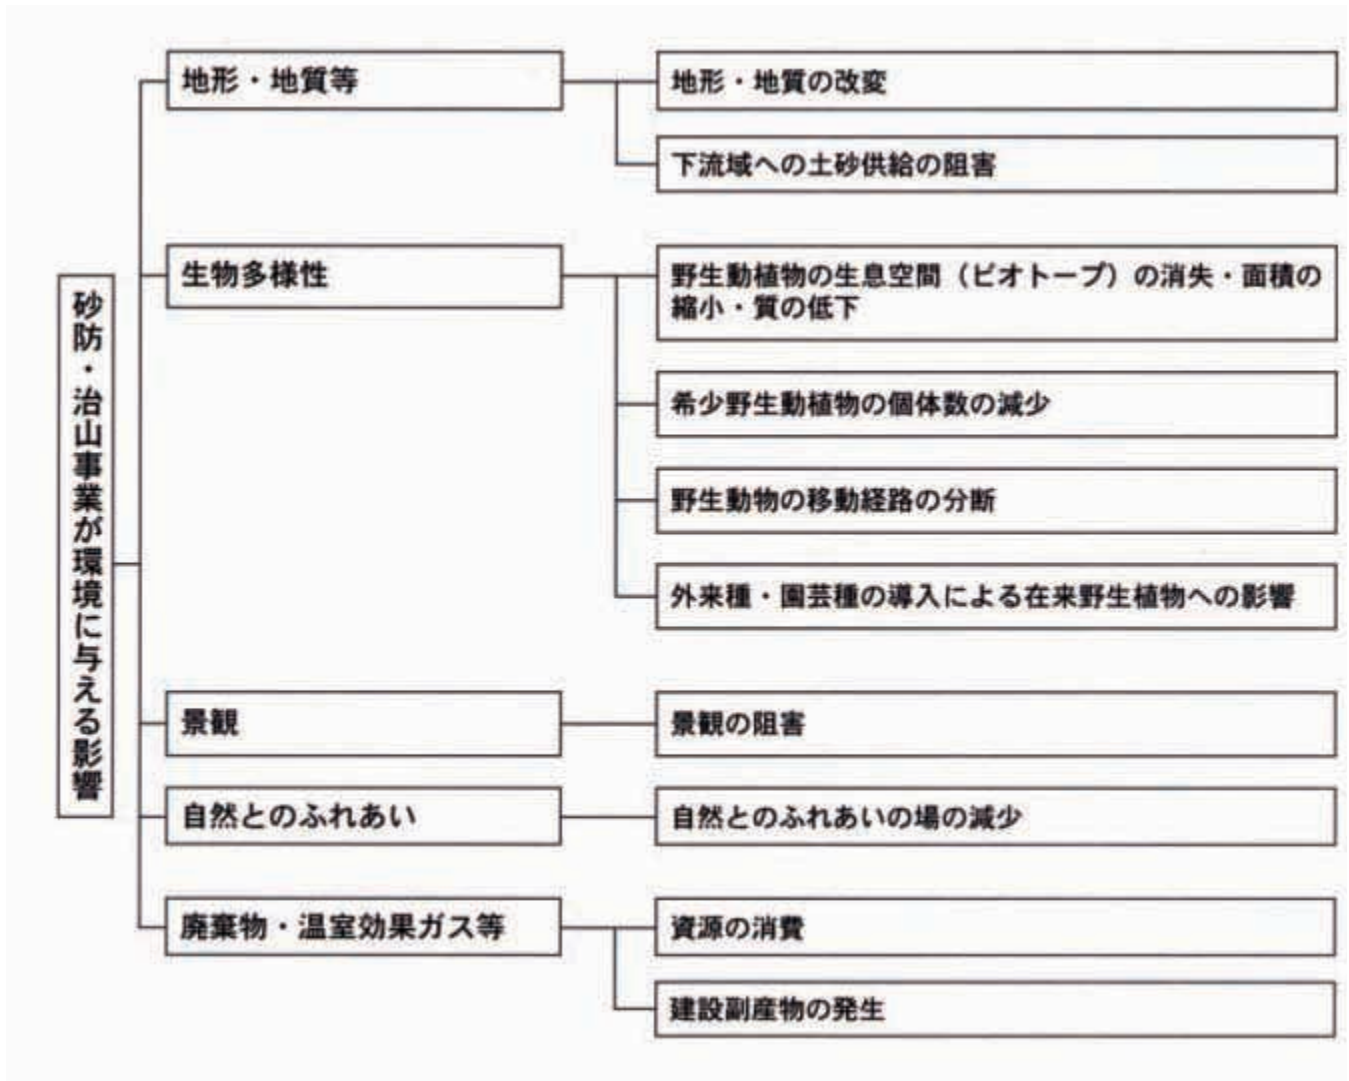 砂防・治山事業が環境に与える影響
地形・地質等
地形・地質の改変
下流域への土砂供給の阻害
生物多様性
野生動植物の生息空間（ビオトープ）の消失・面積の
縮小・質の低下
希少野生動植物の個体数の減少
野生動物の移動経路の分断
外来種・園芸種の導入による在来野生植物への影響
景観
景観の阻害
自然とのふれあい
自然とのふれあいの場の減少
廃棄物・温室効果ガス等
資源の消費
建設副産物の発生